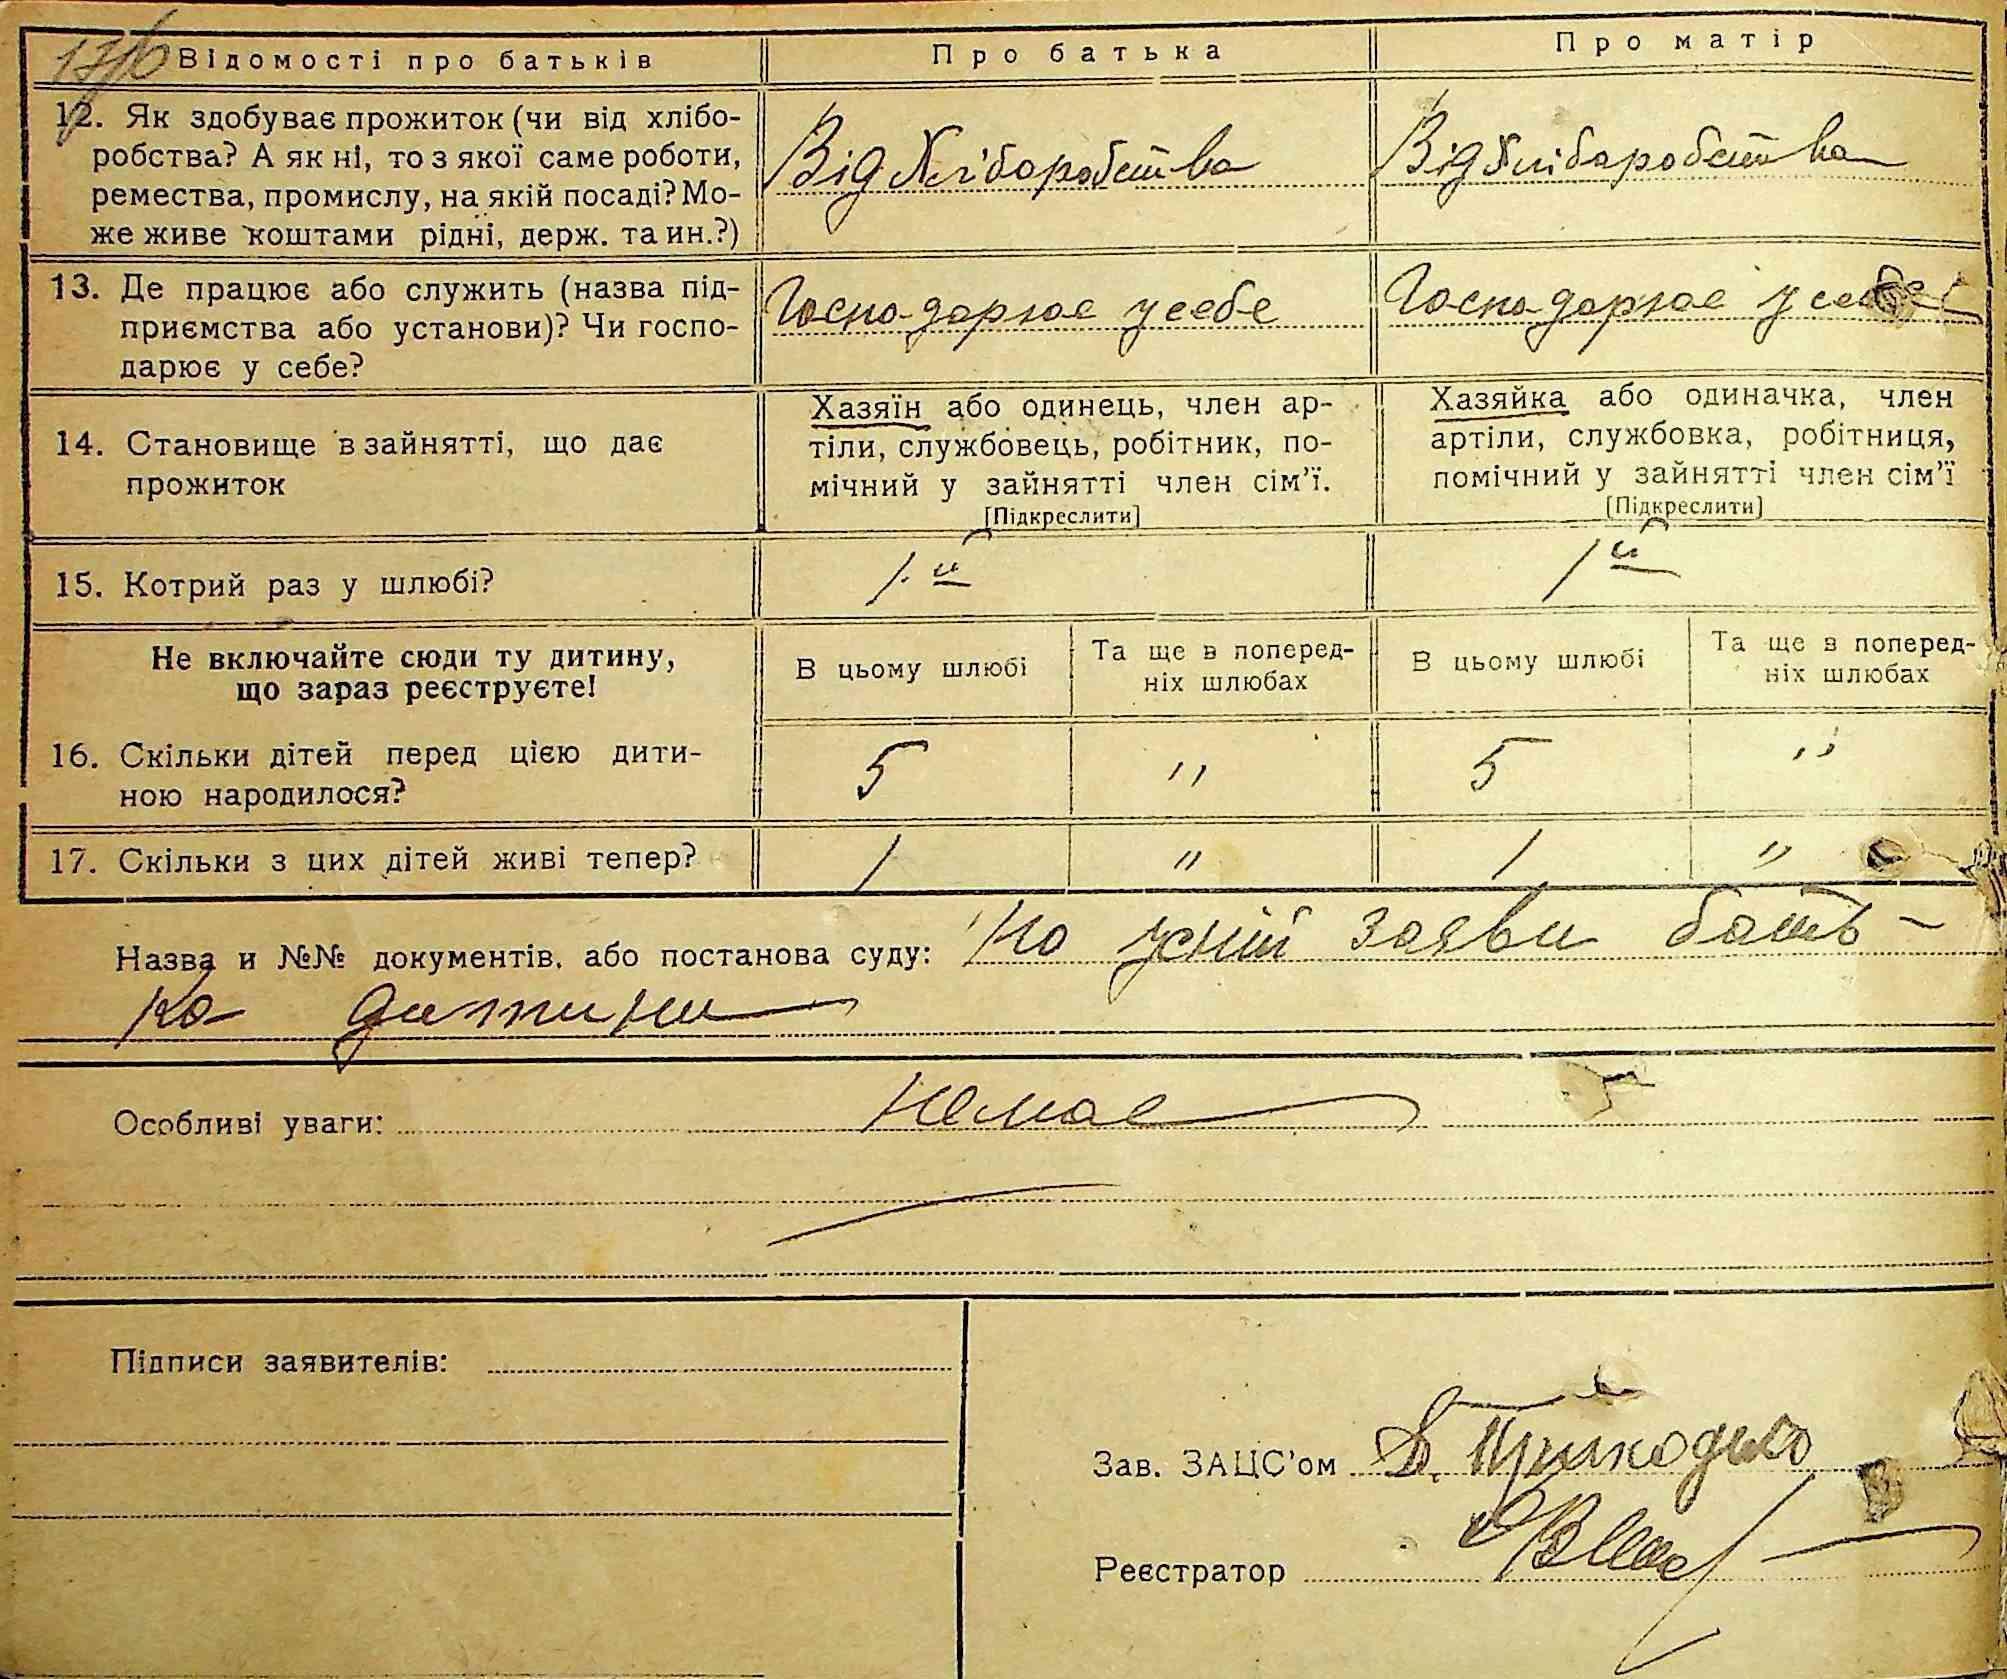 176
Відомості про батьків Про батька Про матір
12. Як здобуває прожиток (чи від хлібо-
робства? А як ні, то з якої саме роботи,
ремества, промислу, на якій посаді? Мо-
же живе коштами рідні, держ. та ин.?)
Від Хліборобства Від Хліборобства
13. Де працює або служить (назва під-
приємства або установи)? Чи госпо-
дарює у себе?
Господарює у себе Господарює у себе
14. Становище в зайнятті, що дає
прожиток
Хазяїн або одинець, член ар-
тіли, службовець, робітник, по-
мічний у зайнятті член сім’ї.
[Підкреслити]
Хазяйка або одиначка, член
артіли, службовка, робітниця,
помічний у зайнятті член сім’ї
[Підкреслити]
15. Котрий раз у шлюбі? 1.й 1й
Не включайте сюди ту дитину,
що зараз реєструєте!
В цьому шлюбі Та ще в поперед-
ніх шлюбах
В цьому шлюбі Та ще в поперед-
ніх шлюбах
16. Скільки дітей перед цією дити-
ною народилося?
5 " 5 "
17. Скільки з цих дітей живі тепер? 1 " 1 "
Назва и №№ документів, або постанова суду: По усній заяви бать-
ка дитини
Особливі уваги: Немає
Підписи заявителів:
Зав. ЗАЦС’ом Д. Приходько
Реєстратор